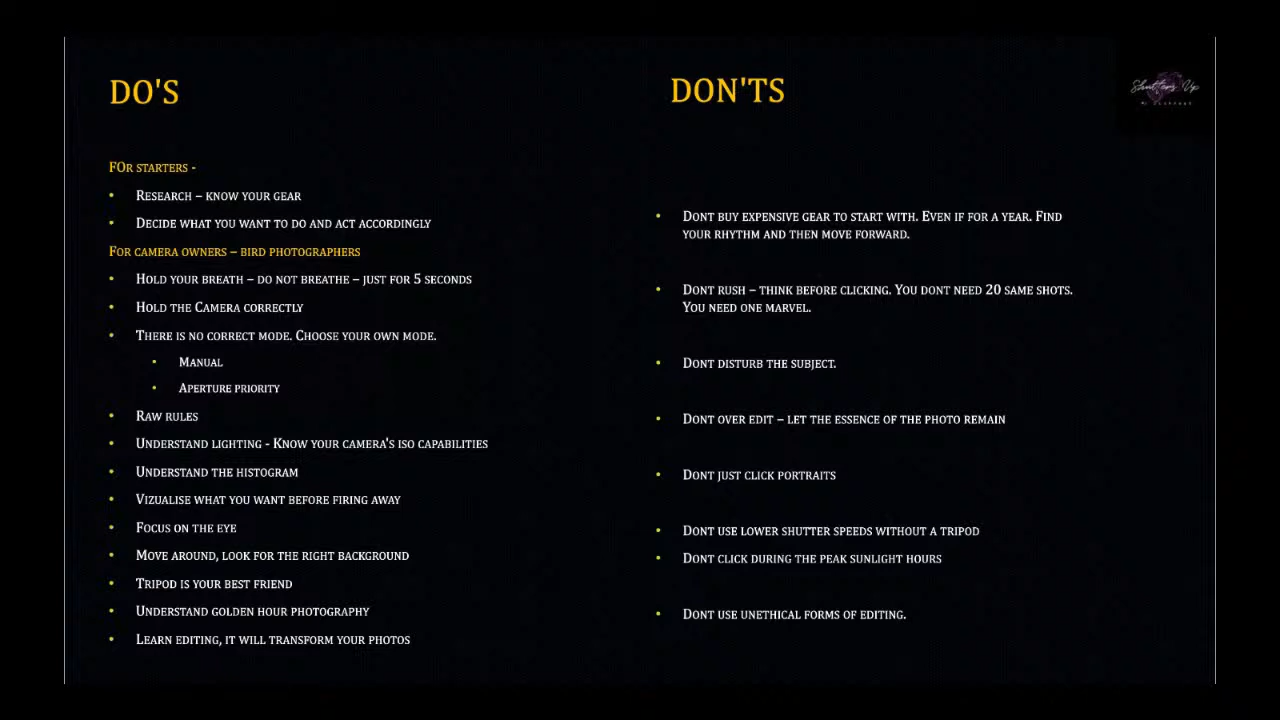 DO'S
FOR STARTERS -
• RESEARCH – KNOW YOUR GEAR
• DECIDE WHAT YOU WANT TO DO AND ACT ACCORDINGLY
FOR CAMERA OWNERS – BIRD PHOTOGRAPHERS
• HOLD YOUR BREATH – DO NOT BREATHE – JUST FOR 5 SECONDS
• HOLD THE CAMERA CORRECTLY
• THERE IS NO CORRECT MODE. CHOOSE YOUR OWN MODE.
• MANUAL
• APERTURE PRIORITY
• RAW RULES
• UNDERSTAND LIGHTING - KNOW YOUR CAMERA'S ISO CAPABILITIES
• UNDERSTAND THE HISTOGRAM
• VIZUALISE WHAT YOU WANT BEFORE FIRING AWAY
• FOCUS ON THE EYE
• MOVE AROUND, LOOK FOR THE RIGHT BACKGROUND
• TRIPOD IS YOUR BEST FRIEND
• UNDERSTAND GOLDEN HOUR PHOTOGRAPHY
• LEARN EDITING, IT WILL TRANSFORM YOUR PHOTOS
DON'TS
• DONT BUY EXPENSIVE GEAR TO START WITH. EVEN IF FOR A YEAR. FIND
YOUR RHYTHM AND THEN MOVE FORWARD.
• DONT RUSH – THINK BEFORE CLICKING. YOU DONT NEED 20 SAME SHOTS.
YOU NEED ONE MARVEL.
• DONT DISTURB THE SUBJECT.
• DONT OVER EDIT – LET THE ESSENCE OF THE PHOTO REMAIN
• DONT JUST CLICK PORTRAITS
• DONT USE LOWER SHUTTER SPEEDS WITHOUT A TRIPOD
• DONT CLICK DURING THE PEAK SUNLIGHT HOURS
• DONT USE UNETHICAL FORMS OF EDITING.
Shutters Up